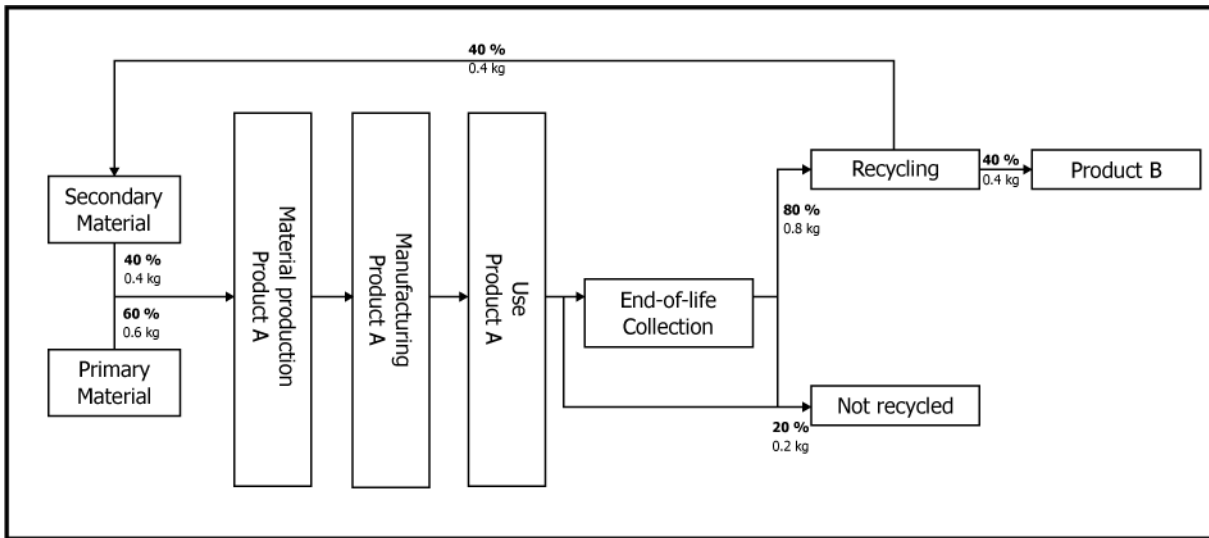 40 %
0.4 kg
Secondary
Material
40 %
0.4 kg
60 %
0.6 kg
Primary
Material
Material production
Product A
Manufacturing
Product A
Use
Product A
End-of-life
Collection
80 %
0.8 kg
20 %
0.2 kg
Recycling
Not recycled
40 %
0.4 kg
Product B